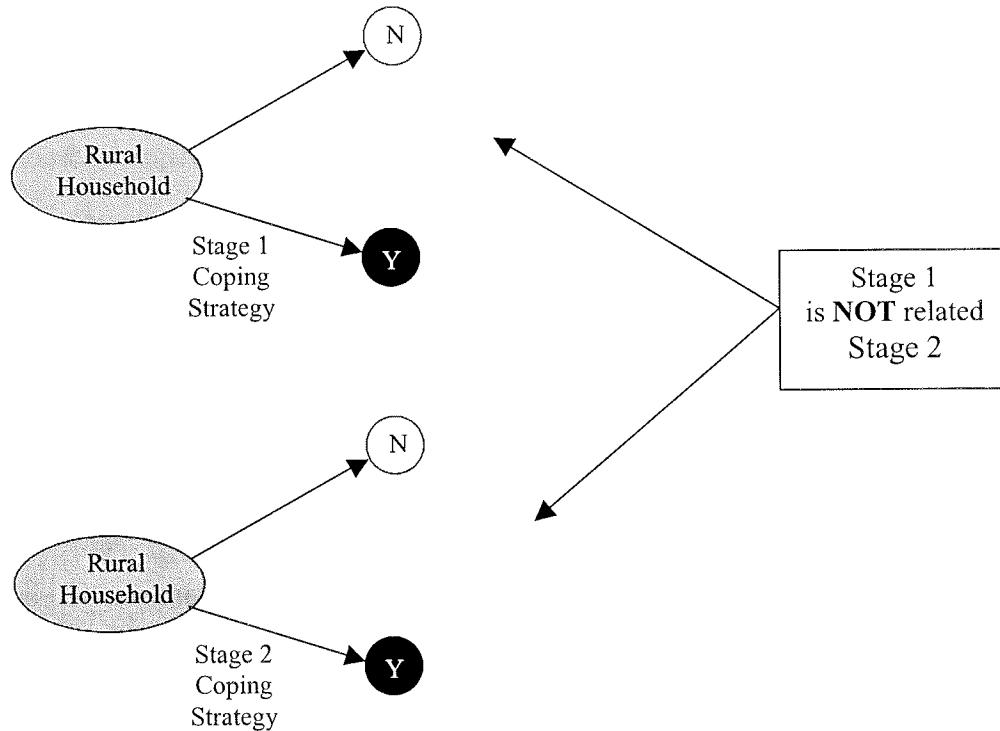 N
Rural
Household
Stage 1
Coping
Strategy
Y
Stage 1
is NOT related
Stage 2
N
Rural
Household
Stage 2
Coping
Strategy
Y